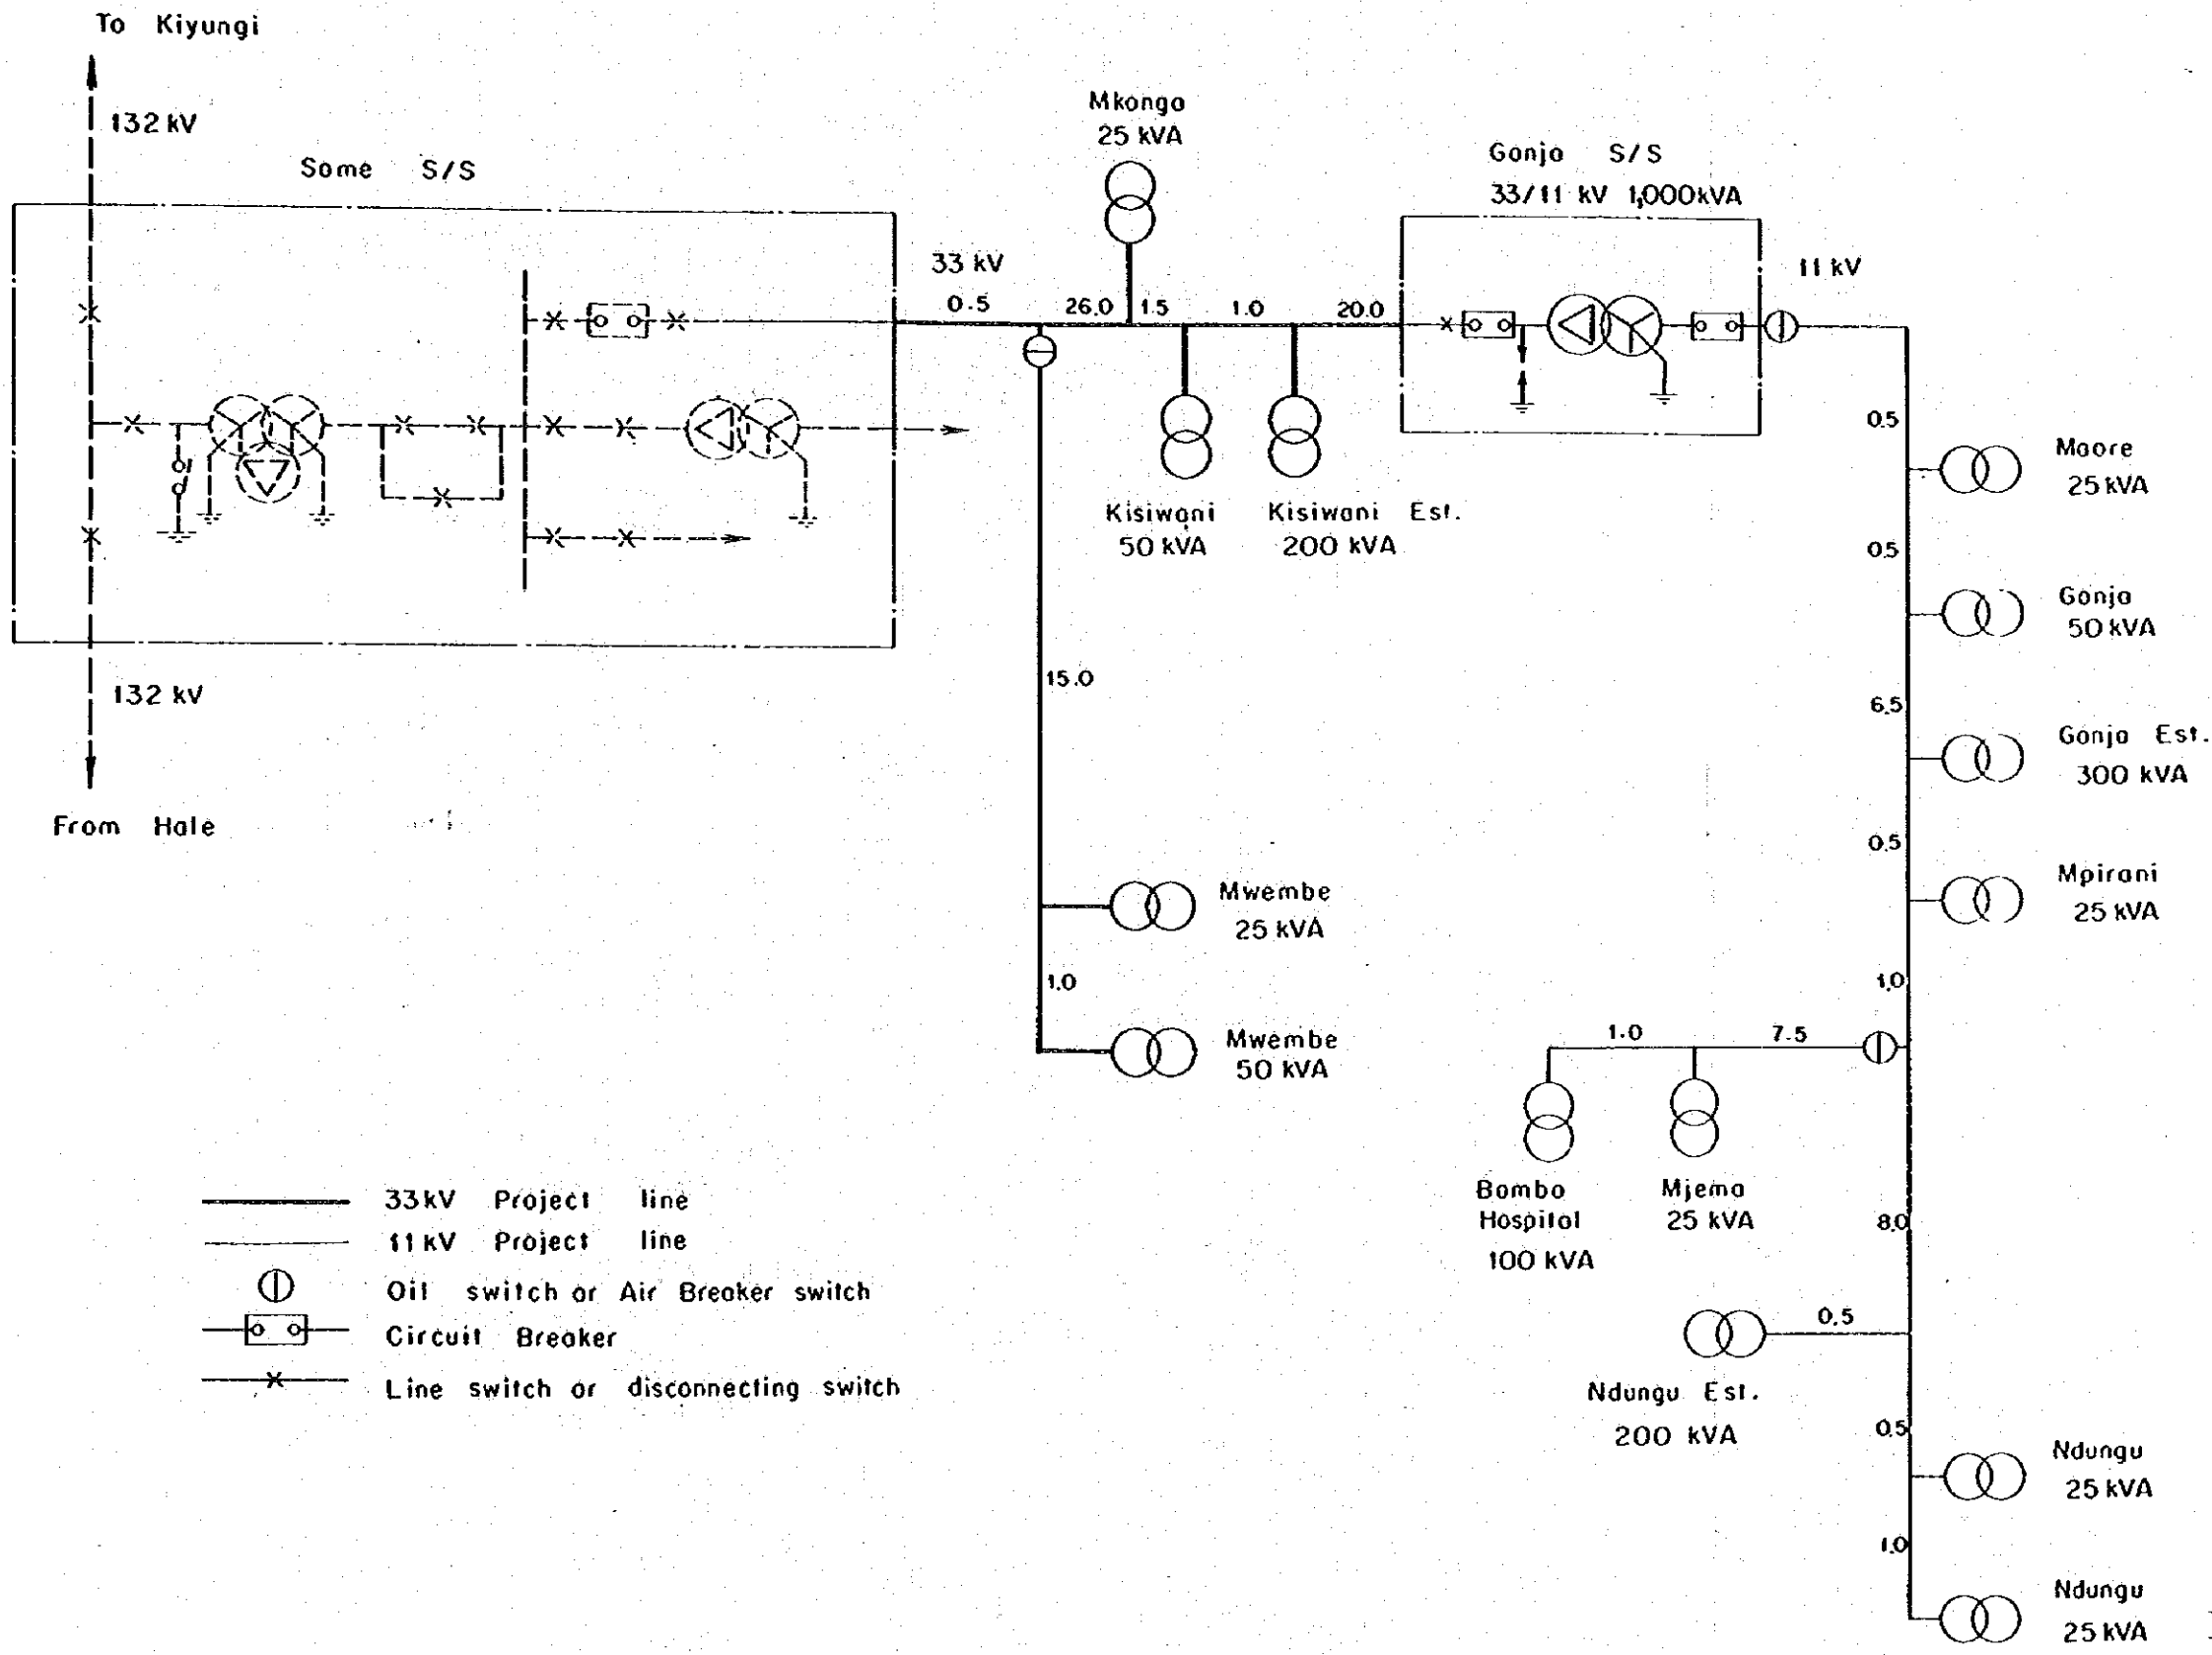 To Kiyungi
132 kV
Same S/S
33 kV
0.5
26.0
1.5
1.0
20.0
Mkonga
25 kVA
Gonja S/S
33/11 kV 1,000kVA
11 kV
Kisiwani
50 kVA
Kisiwani Est.
200 kVA
132 kV
From Hale
15.0
Mwembe
25 kVA
1.0
Mwembe
50 kVA
0.5
Maore
25 kVA
0.5
Gonja
50 kVA
6.5
Gonja Est.
300 kVA
0.5
Mpirani
25 kVA
1.0
1.0
7.5
Bombo
Hospital
100 kVA
Mjema
25 kVA
8.0
0.5
Ndungu Est.
200 kVA
0.5
Ndungu
25 kVA
1.0
Ndungu
25 kVA
33kV Project line
11kV Project line
Oil switch or Air Breaker switch
Circuit Breaker
Line switch or disconnecting switch